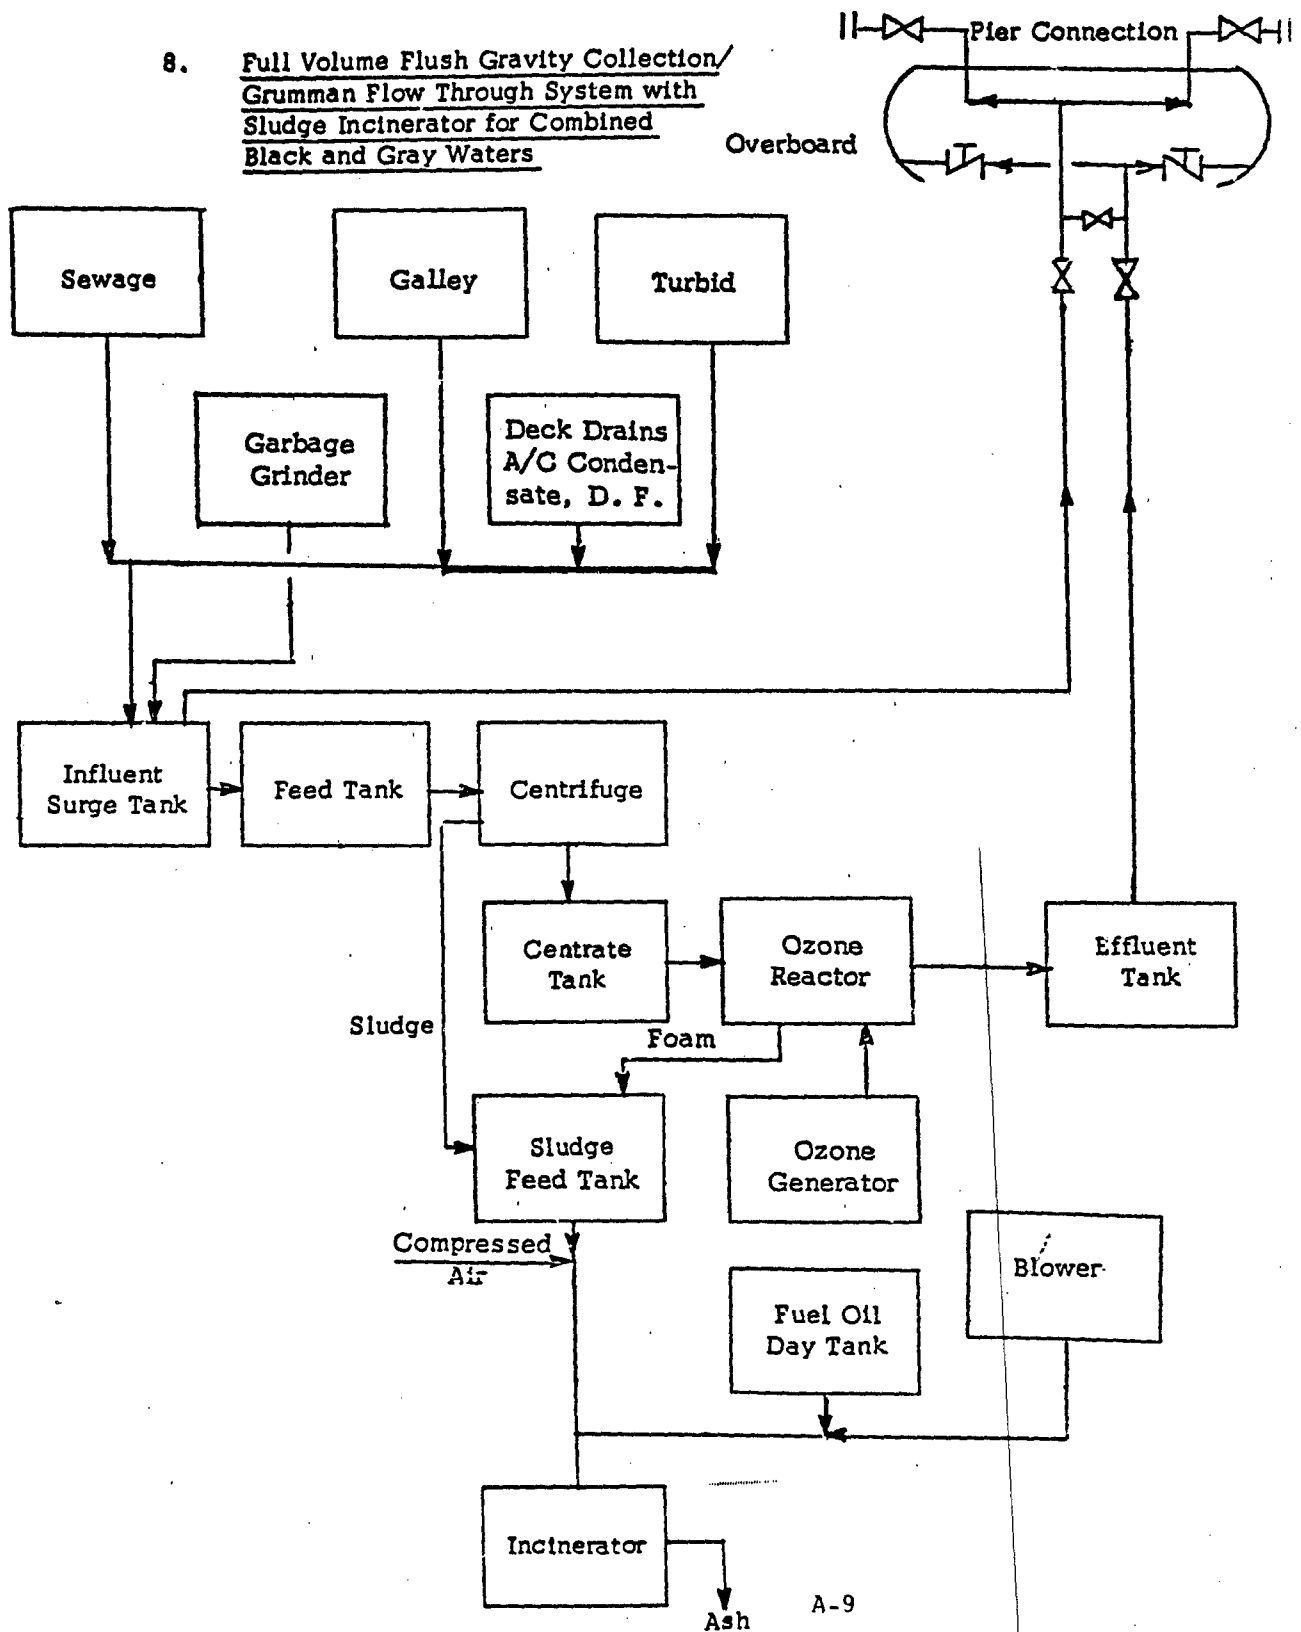 Pier Connection
8. Full Volume Flush Gravity Collection/
Grumman Flow Through System with
Sludge Incinerator for Combined
Black and Gray Waters
Overboard
Sewage
Galley
Turbid
Garbage
Grinder
Deck Drains
A/C Conden-
sate, D. F.
Influent
Surge Tank
Feed Tank
Centrifuge
Centrate
Tank
Ozone
Reactor
Effluent
Tank
Sludge
Foam
Sludge
Feed Tank
Ozone
Generator
Compressed
Air
Blower
Fuel Oil
Day Tank
Incinerator
Ash
A-9